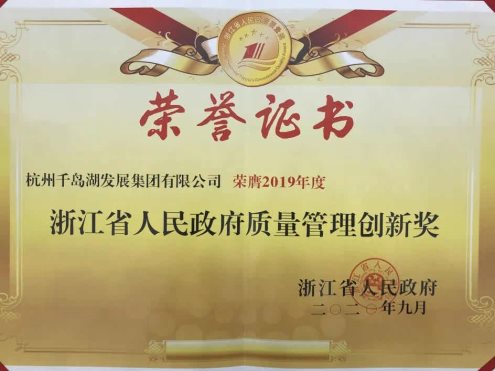 荣誉证书
杭州千岛湖发展集团有限公司 荣膺2019年度
浙江省人民政府质量管理创新奖
浙江省人民政府
二〇二〇年九月